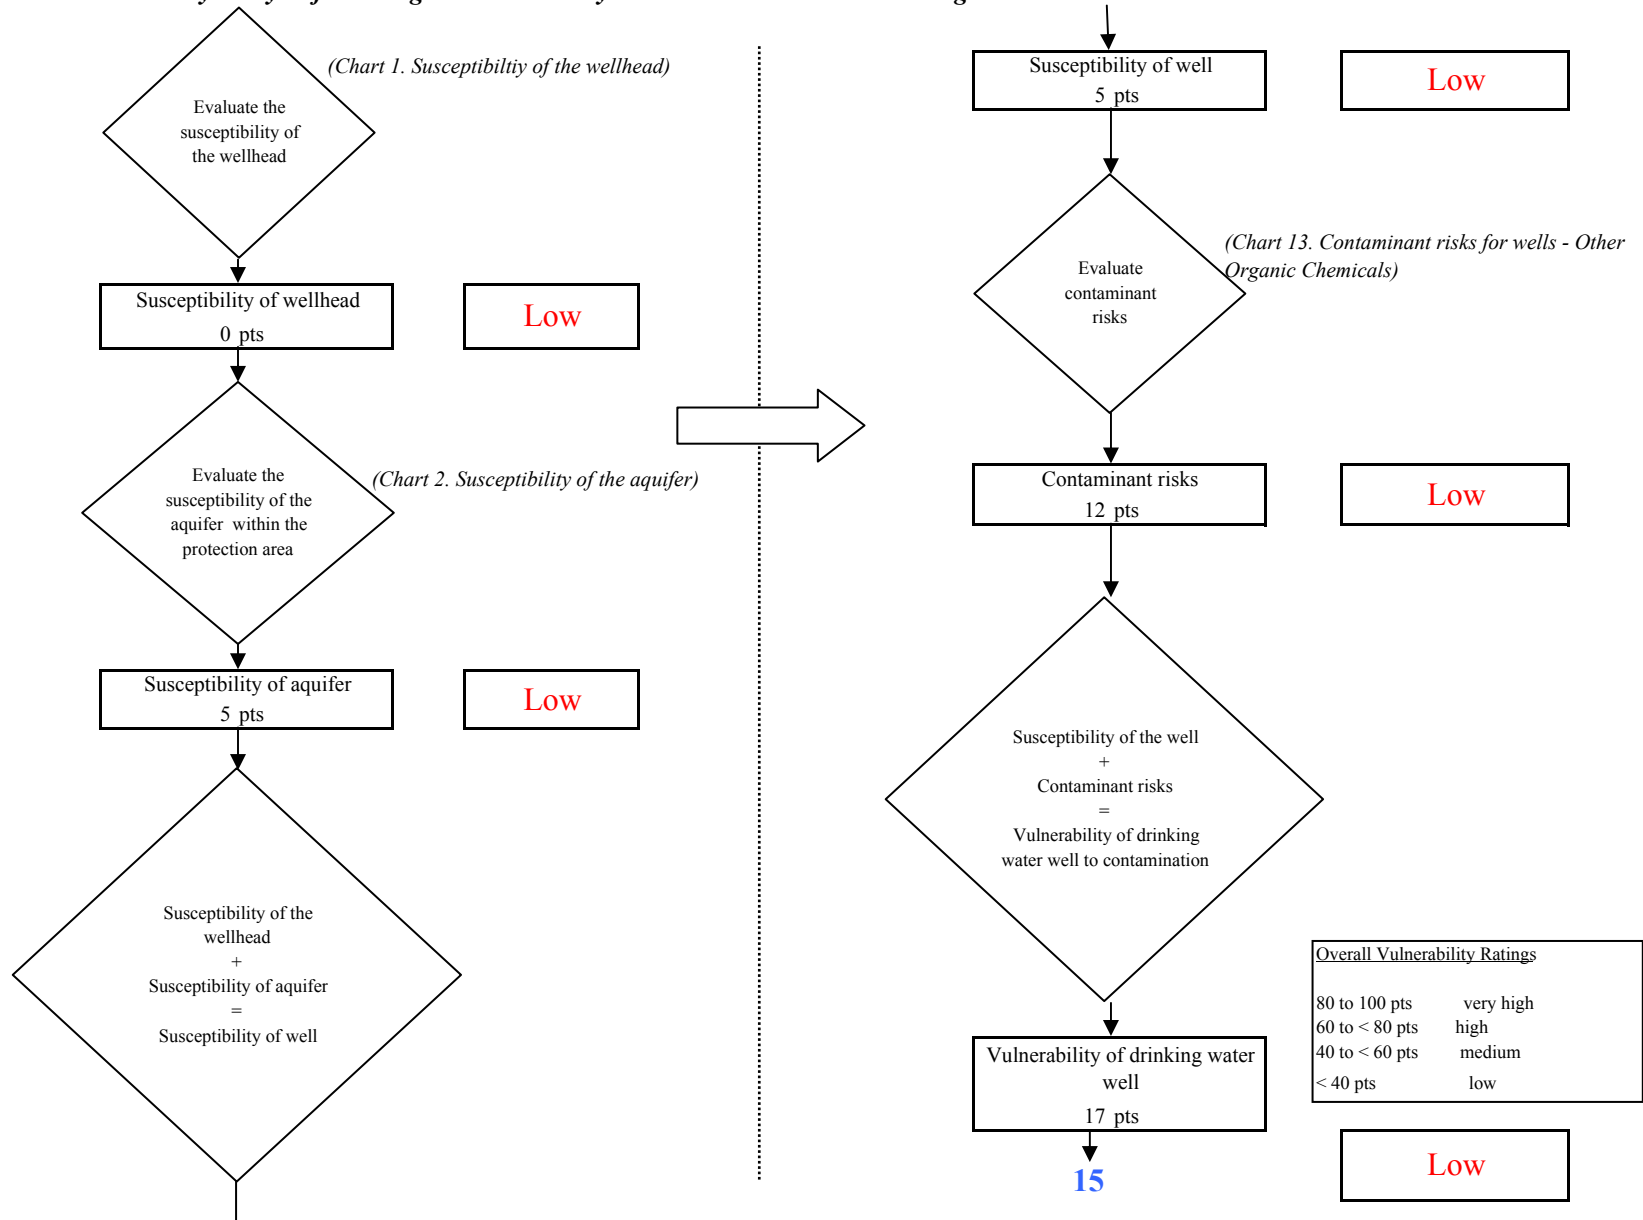 (Chart 1. Susceptibiltiy of the wellhead)
Evaluate the
susceptibility of
the wellhead
Susceptibility of wellhead
0 pts
Low
Evaluate the
susceptibility of the
aquifer within the
protection area
(Chart 2. Susceptibility of the aquifer)
Susceptibility of aquifer
5 pts
Low
Susceptibility of the
wellhead
+
Susceptibility of aquifer
=
Susceptibility of well
Susceptibility of well
5 pts
Low
Evaluate
contaminant
risks
(Chart 13. Contaminant risks for wells - Other
Organic Chemicals)
Contaminant risks
12 pts
Low
Susceptibility of the well
+
Contaminant risks
=
Vulnerability of drinking
water well to contamination
Overall Vulnerability Ratings
80 to 100 pts very high
60 to < 80 pts high
40 to < 60 pts medium
< 40 pts low
Vulnerability of drinking water
well
17 pts
15
Low